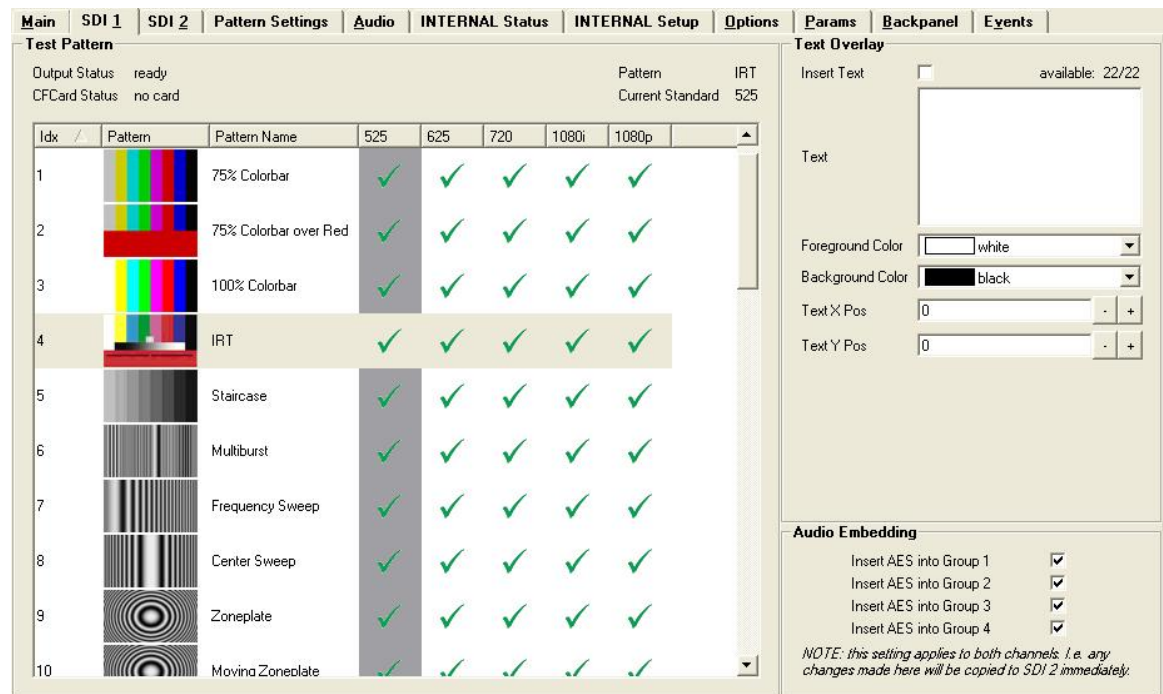 Main SDI 1 SDI 2 Pattern Settings Audio INTERNAL Status INTERNAL Setup Options Params Backpanel Events
Test Pattern
Output Status ready Pattern IRT
CFCard Status no card Current Standard 525
Idx Pattern Pattern Name 525 625 720 1080i 1080p
1 75% Colorbar
2 75% Colorbar over Red
3 100% Colorbar
4 IRT
5 Staircase
6 Multiburst
7 Frequency Sweep
8 Center Sweep
9 Zoneplate
10 Moving Zoneplate
Text Overlay
Insert Text available: 22/22
Text
Foreground Color white
Background Color black
Text X Pos 0 - +
Text Y Pos 0 - +
Audio Embedding
Insert AES into Group 1
Insert AES into Group 2
Insert AES into Group 3
Insert AES into Group 4
NOTE: this setting applies to both channels. I.e. any
changes made here will be copied to SDI 2 immediately.